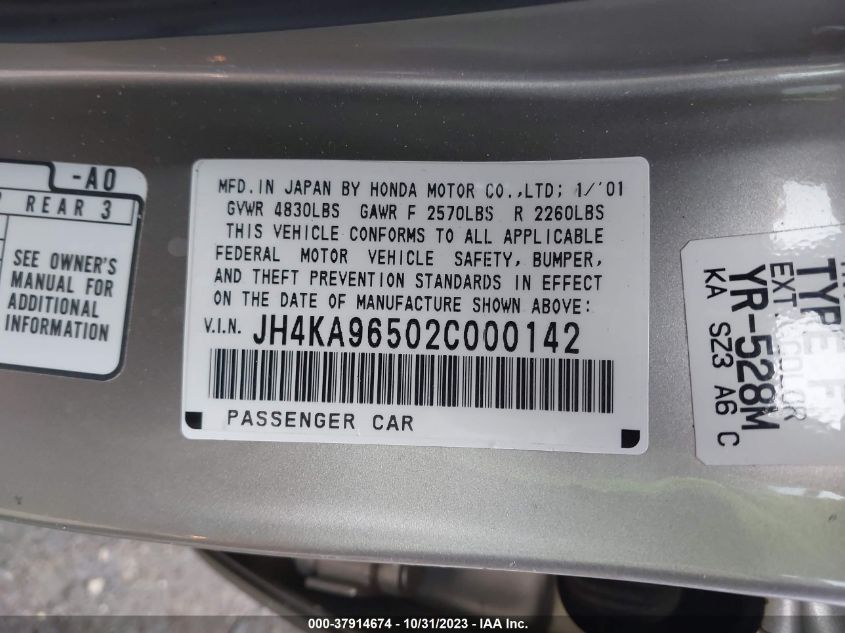 -A0
REAR 3
SEE OWNER'S
MANUAL FOR
ADDITIONAL
INFORMATION
MFD.IN JAPAN BY HONDA MOTOR CO.,LTD; 1/'01
GVWR 4830LBS GAWR F 2570LBS R 2260LBS
THIS VEHICLE CONFORMS TO ALL APPLICABLE
FEDERAL MOTOR VEHICLE SAFETY, BUMPER,
AND THEFT PREVENTION STANDARDS IN EFFECT
ON THE DATE OF MANUFACTURE SHOWN ABOVE:
V.I.N. JH4KA96502C000142
PASSENGER CAR
TYPE
EXT. COLOR
YR-528M
KA SZ3 A6 C
000-37914674 - 10/31/2023 - IAA Inc.